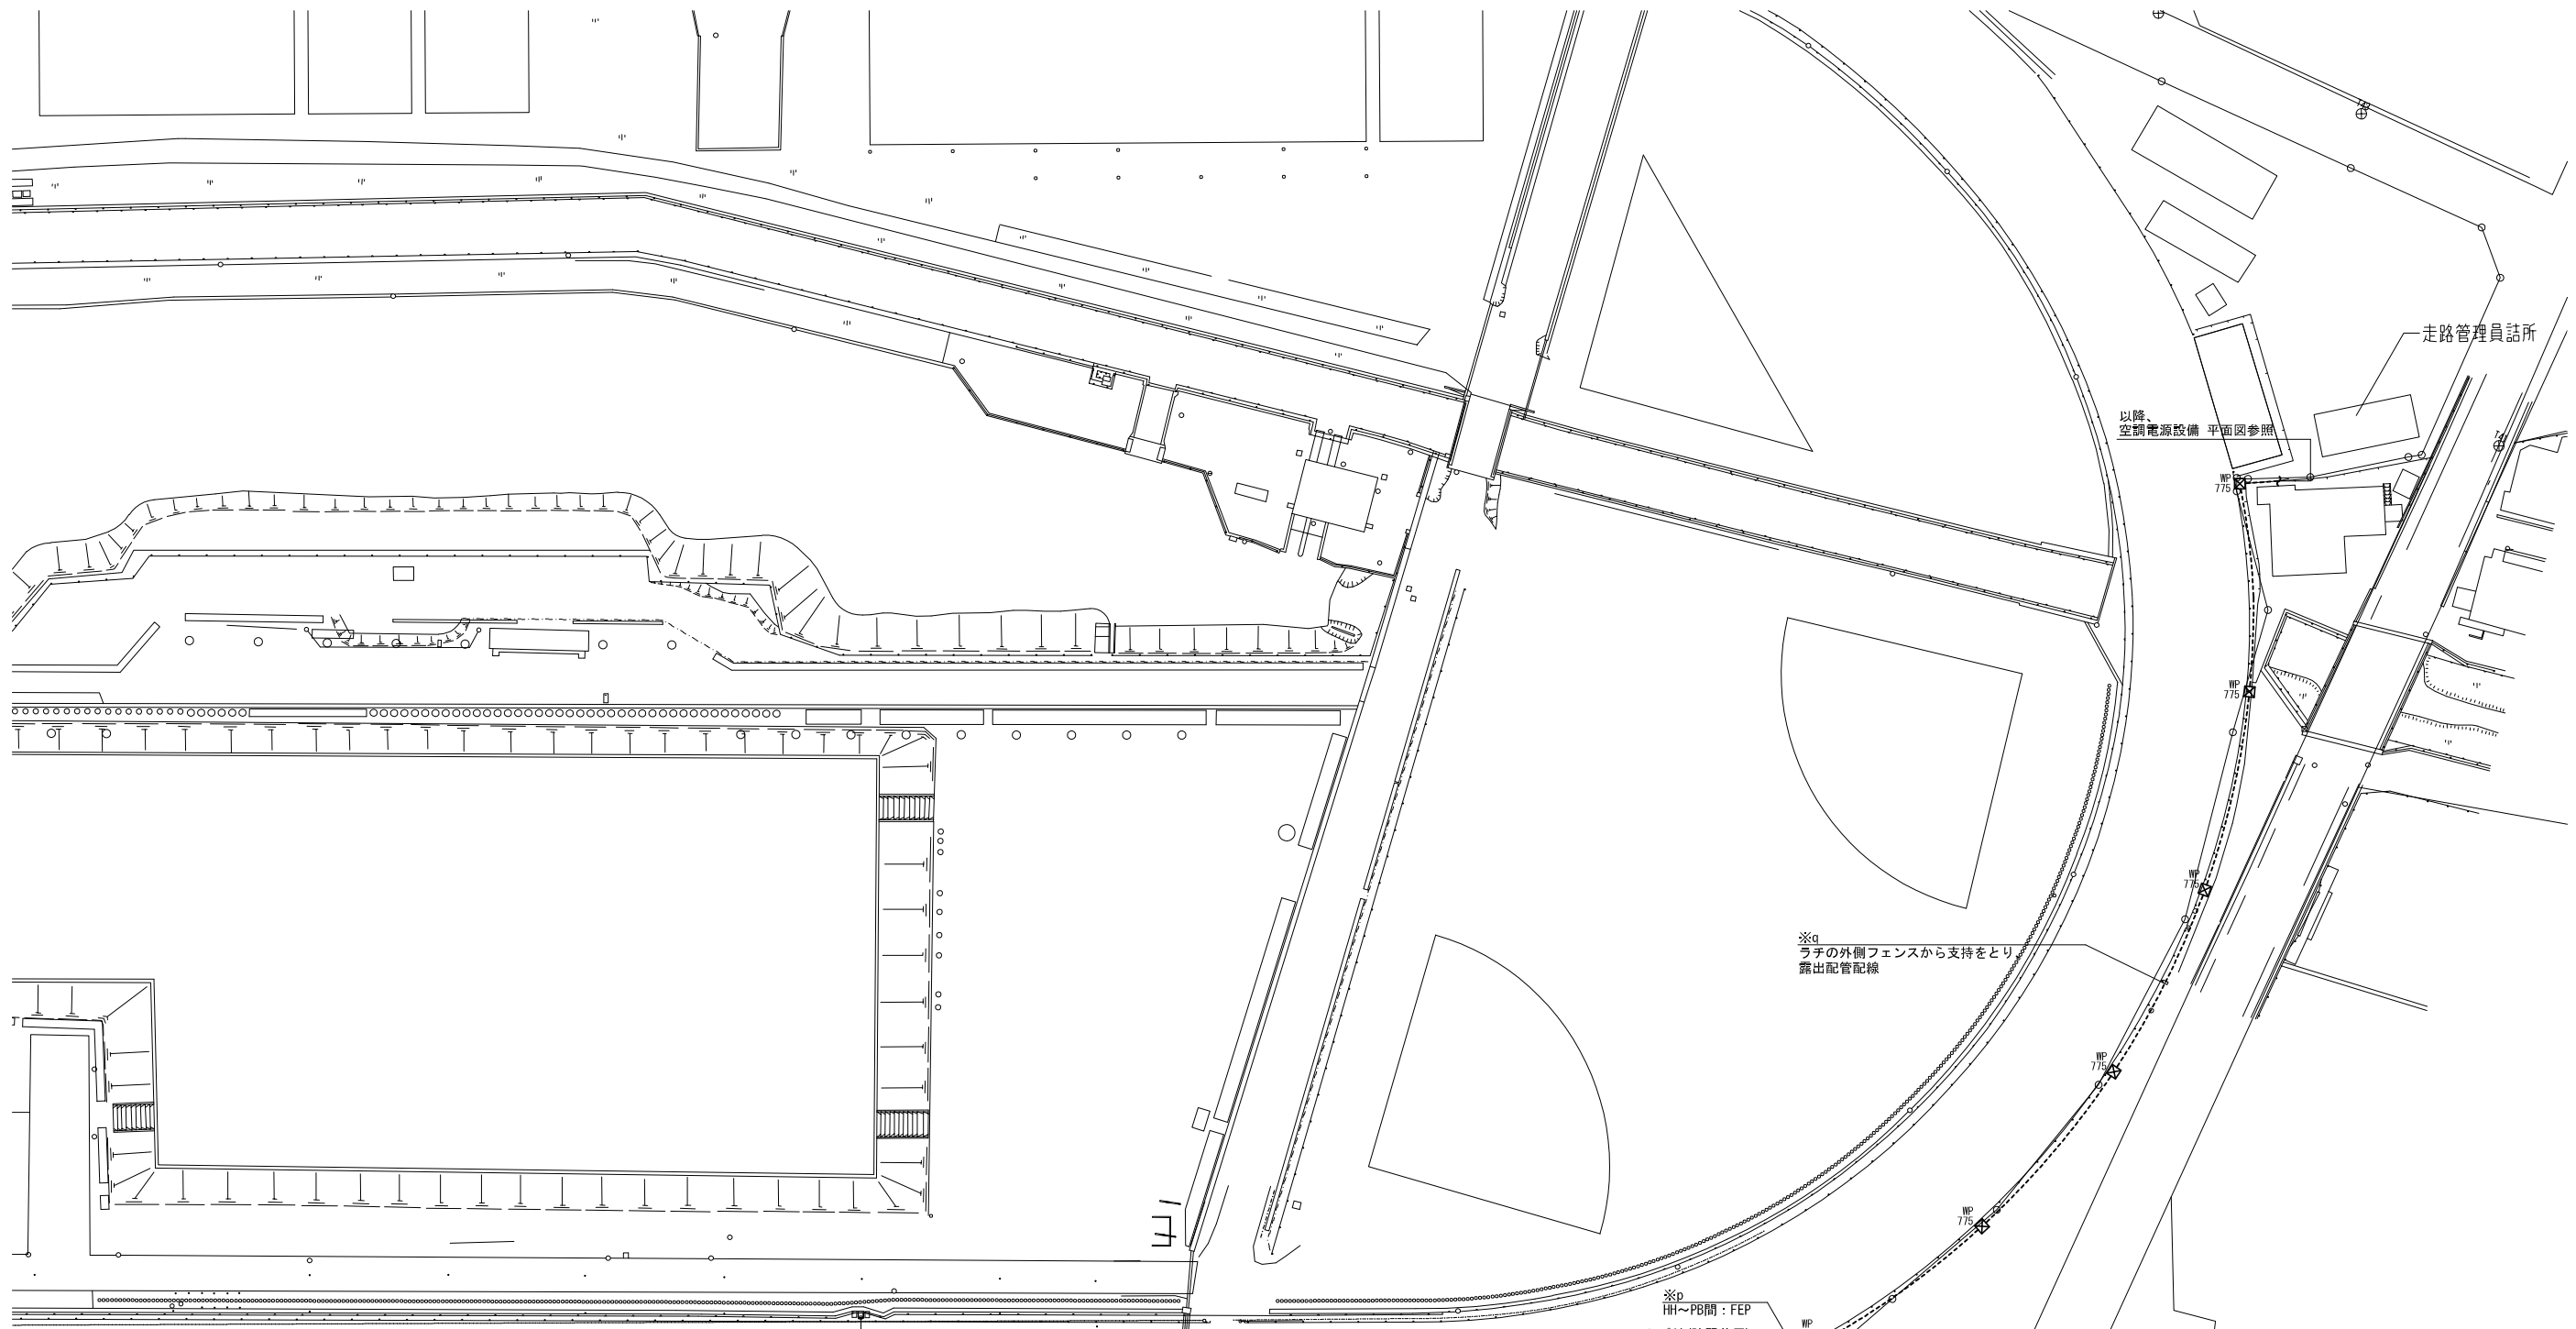 走路管理員詰所
以降、
空調電源設備 平面図参照
WP
775
WP
775
WP
775
※q
ラチの外側フェンスから支持をとり、
露出配管配線
WP
775
WP
775
※p
HH～PB間：FEP
WP